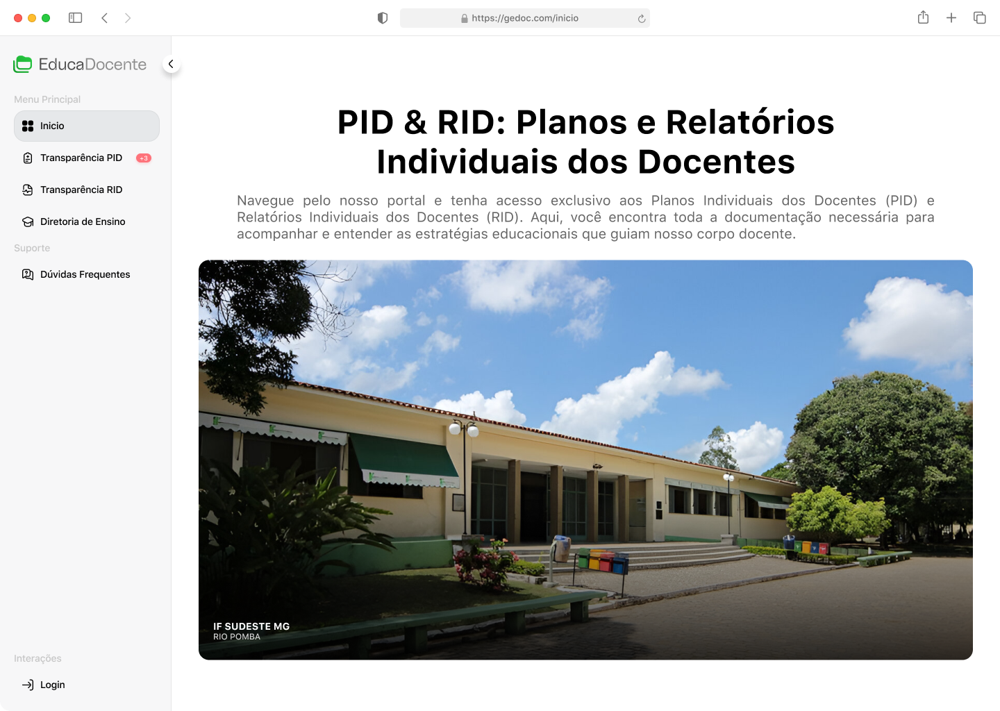 https://gedoc.com/inicio
EducaDocente
Menu Principal
Inicio
Transparência PID +3
Transparência RID
Diretoria de Ensino
Suporte
Dúvidas Frequentes
Interações
Login
PID & RID: Planos e Relatórios
Individuais dos Docentes
Navegue pelo nosso portal e tenha acesso exclusivo aos Planos Individuais dos Docentes (PID) e
Relatórios Individuais dos Docentes (RID). Aqui, você encontra toda a documentação necessária para
acompanhar e entender as estratégias educacionais que guiam nosso corpo docente.
IF SUDESTE MG
RIO POMBA